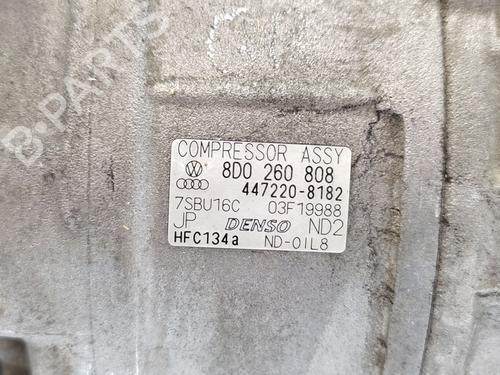 B-PARTS
COMPRESSOR ASSY
8D0 260 808
447220-8182
7SBU16C 03F19988
JP DENSO ND2
HFC134a ND-OIL8